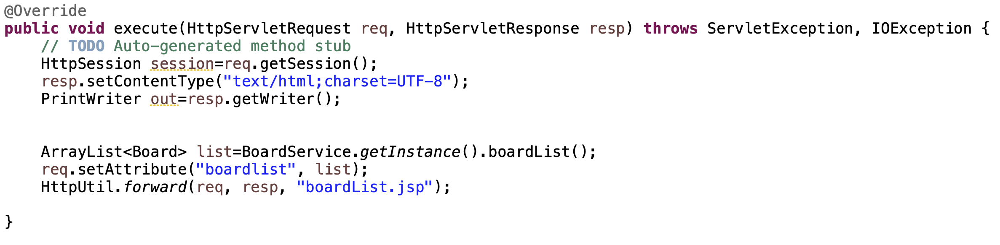 @Override
public void execute(HttpServletRequest req, HttpServletResponse resp) throws ServletException, IOException {
    // TODO Auto-generated method stub
    HttpSession session=req.getSession();
    resp.setContentType("text/html;charset=UTF-8");
    PrintWriter out=resp.getWriter();
    ArrayList<Board> list=BoardService.getInstance().boardList();
    req.setAttribute("boardlist", list);
    HttpUtil.forward(req, resp, "boardList.jsp");
}